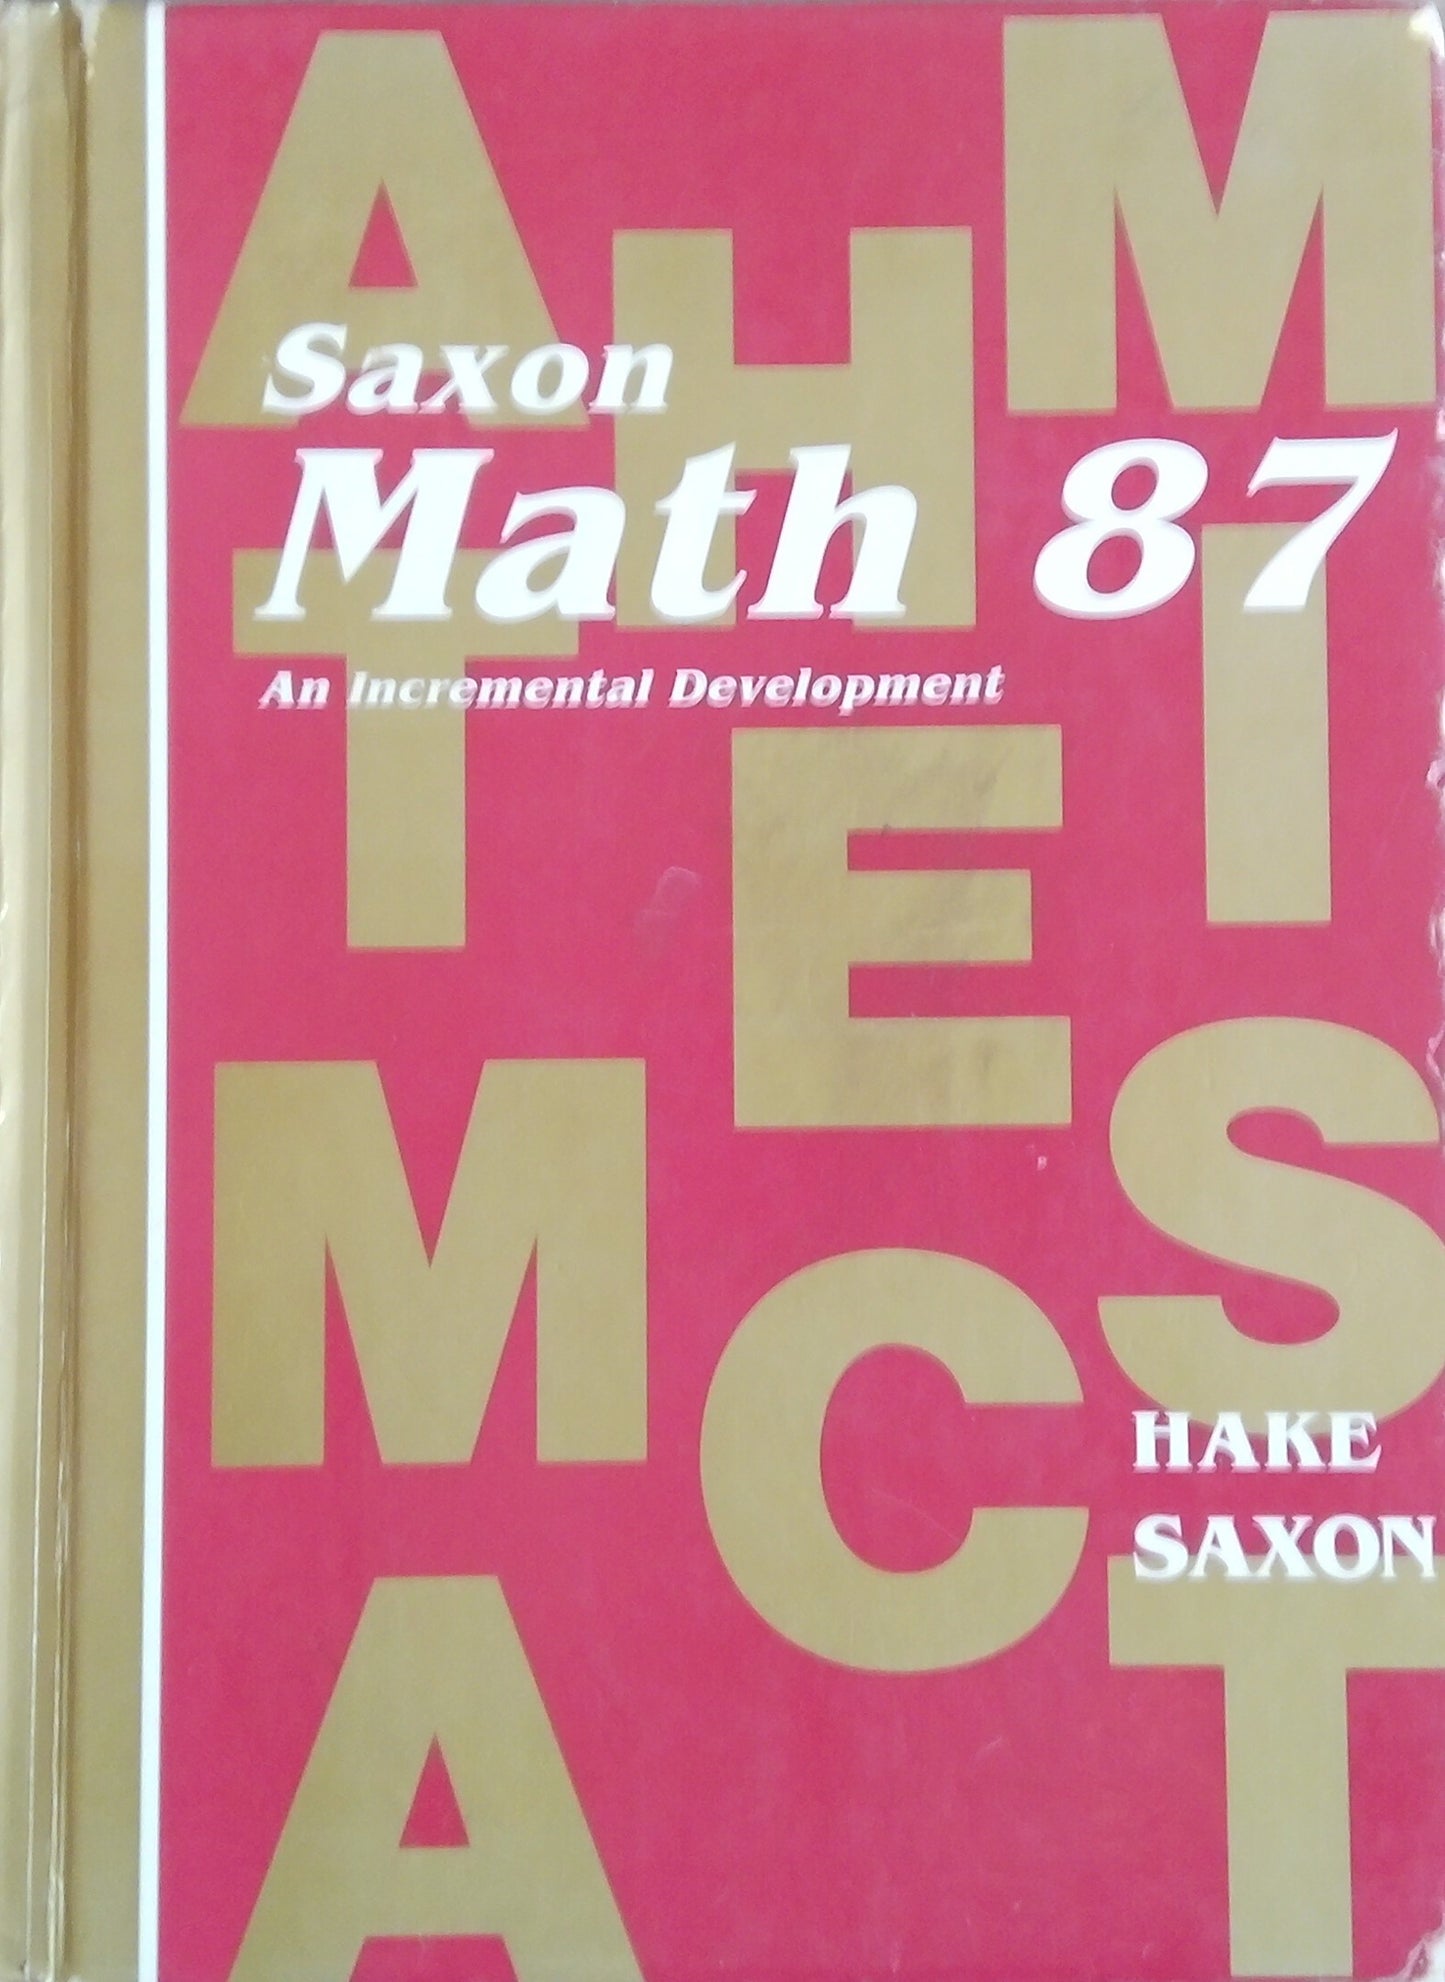 Saxon
Math 87
An Incremental Development
HAKE
SAXON
A H M
T E I
M C S
A T